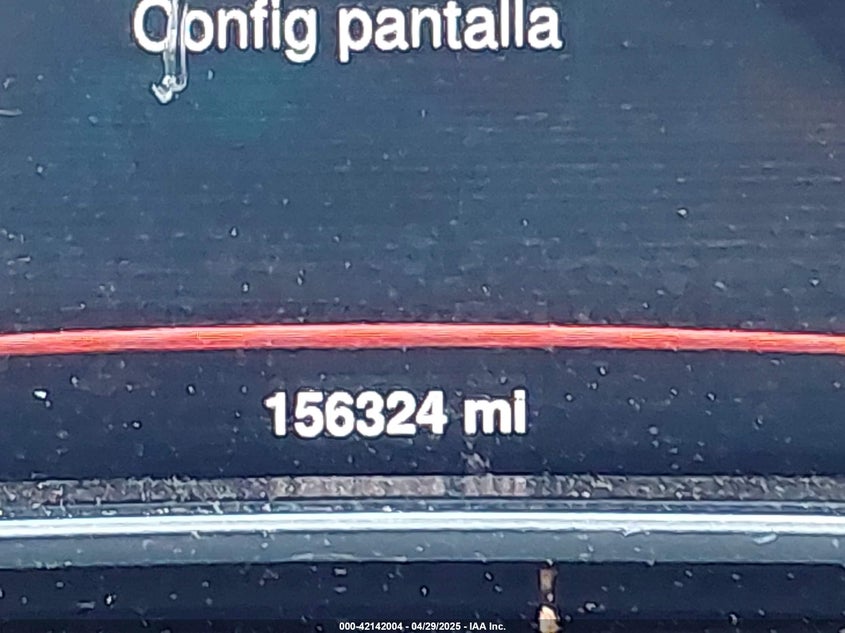 Config pantalla
156324 mi
000-42142004 - 04/29/2025 - IAA Inc.